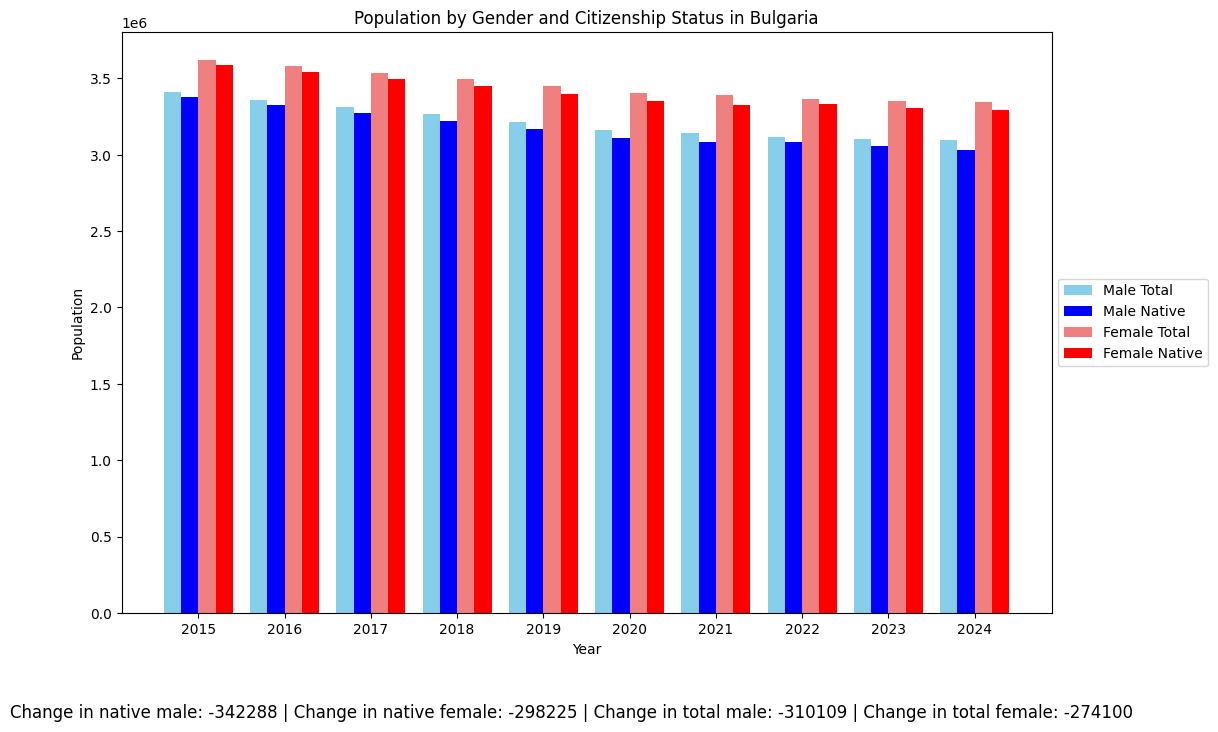 Population by Gender and Citizenship Status in Bulgaria
1e6
3.5
3.0
2.5
2.0
1.5
1.0
0.5
0.0
Population
2015 2016 2017 2018 2019 2020 2021 2022 2023 2024
Year
Male Total
Male Native
Female Total
Female Native
Change in native male: -342288 | Change in native female: -298225 | Change in total male: -310109 | Change in total female: -274100